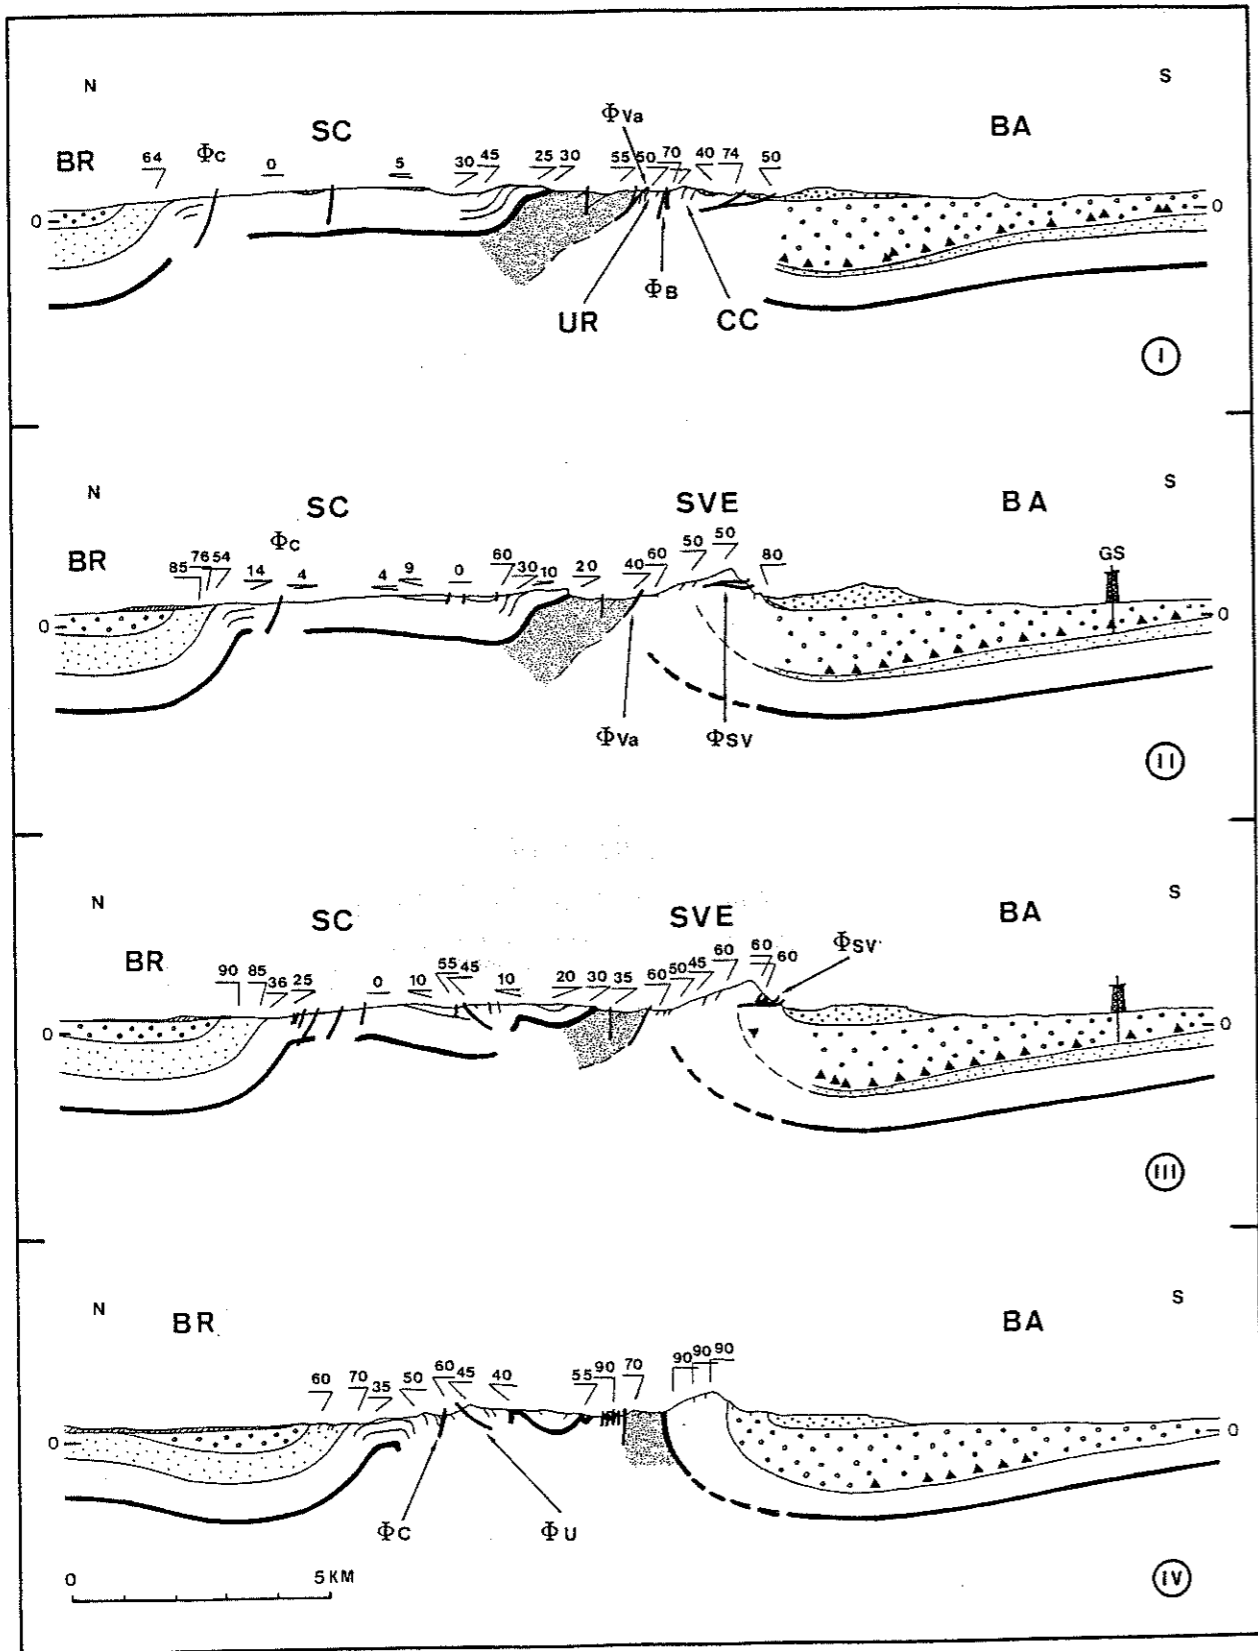 N S
SC ΦVa BA
BR 64 ΦC 0 5 30 45 25 30 55 50 70 40 74 50
0 0
ΦB
UR CC
I
N S
SC SVE BA
BR ΦC 50 50 GS
85 76 54 14 4 4 9 0 60 30 10 20 40 60 80
0 0
ΦVa ΦSV
II
N S
SC SVE BA
BR ΦSV
90 85 36 25 0 10 55 45 10 20 30 35 60 50 45 60 60 60
0 0
III
N S
BR BA
60 70 35 50 60 45 40 55 90 70 90 90 90
0 0
ΦC ΦU
0 5 KM
IV